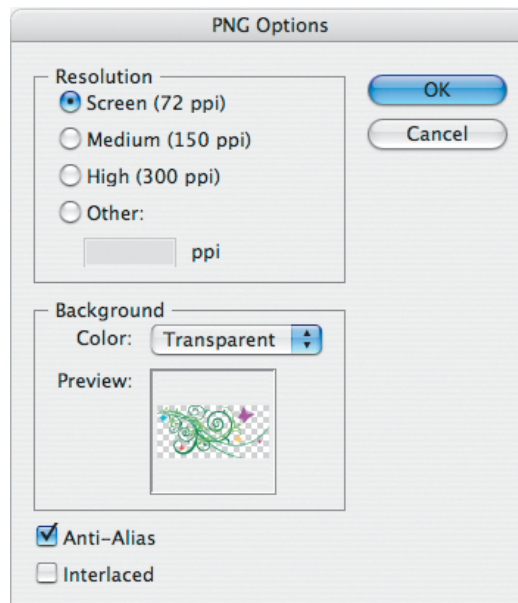 PNG Options
Resolution
Screen (72 ppi)
Medium (150 ppi)
High (300 ppi)
Other:
ppi
OK
Cancel
Background
Color: Transparent
Preview:
Anti-Alias
Interlaced